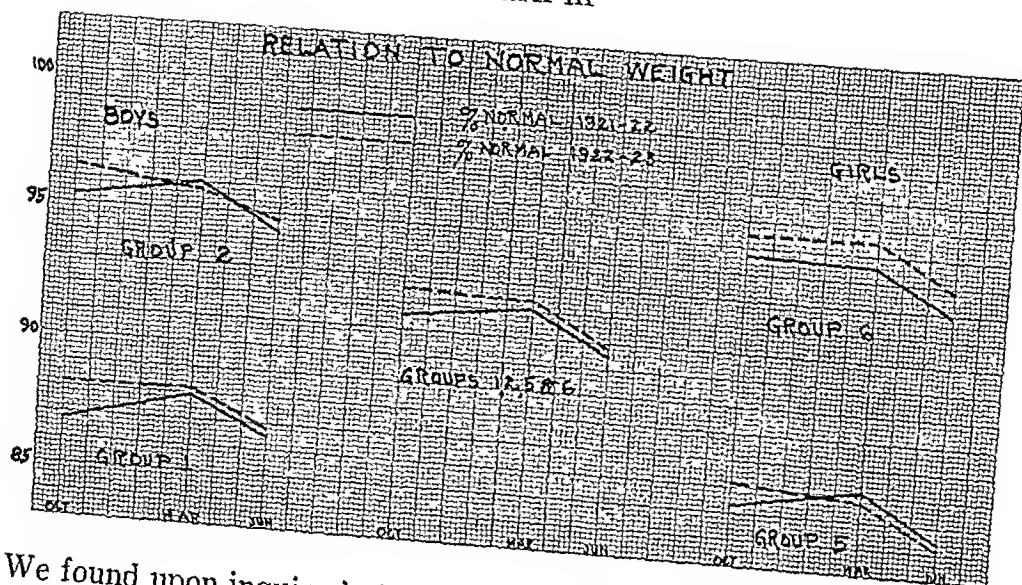 RELATION TO NORMAL WEIGHT
100
BOYS
% NORMAL 1921-22
% NORMAL 1922-23
GIRLS
95
GROUP 2
90
GROUP 6
GROUPS 1,2,5 & 6
85
GROUP 1
GROUP 5
OCT MAR JUN OCT MAR JUN OCT MAR JUN
We found upon